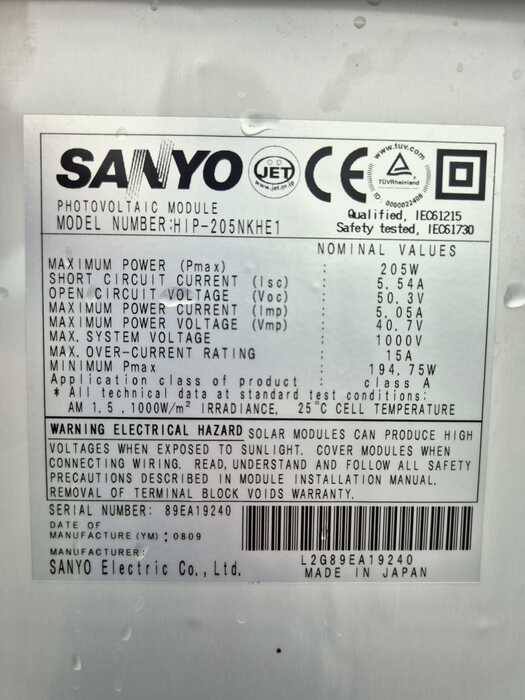 SANYO
JET
www.jet.or.jp
CE
www.tuv.com
TÜVRheinland
ID: 0000022408
PHOTOVOLTAIC MODULE
MODEL NUMBER:HIP-205NKHE1
Qualified, IEC61215
Safety tested, IEC61730
NOMINAL VALUES
MAXIMUM POWER (Pmax) : 205W
SHORT CIRCUIT CURRENT (Isc) : 5.54A
OPEN CIRCUIT VOLTAGE (Voc) : 50.3V
MAXIMUM POWER CURRENT (Imp) : 5.05A
MAXIMUM POWER VOLTAGE (Vmp) : 40.7V
MAX. SYSTEM VOLTAGE : 1000V
MAX. OVER-CURRENT RATING : 15A
MINIMUM Pmax : 194.75W
Application class of product : class A
* All technical data at standard test condition:
AM 1.5, 1000W/m² IRRADIANCE, 25°C CELL TEMPERATURE
WARNING ELECTRICAL HAZARD SOLAR MODULES CAN PRODUCE HIGH
VOLTAGES WHEN EXPOSED TO SUNLIGHT. COVER MODULES WHEN
CONNECTING WIRING. READ, UNDERSTAND AND FOLLOW ALL SAFETY
PRECAUTIONS DESCRIBED IN MODULE INSTALLATION MANUAL.
REMOVAL OF TERMINAL BLOCK VOIDS WARRANTY.
SERIAL NUMBER: 89EA19240
DATE OF
MANUFACTURE (YM) : 0809
MANUFACTURER:
SANYO Electric Co., Ltd.
L2G89EA19240
MADE IN JAPAN